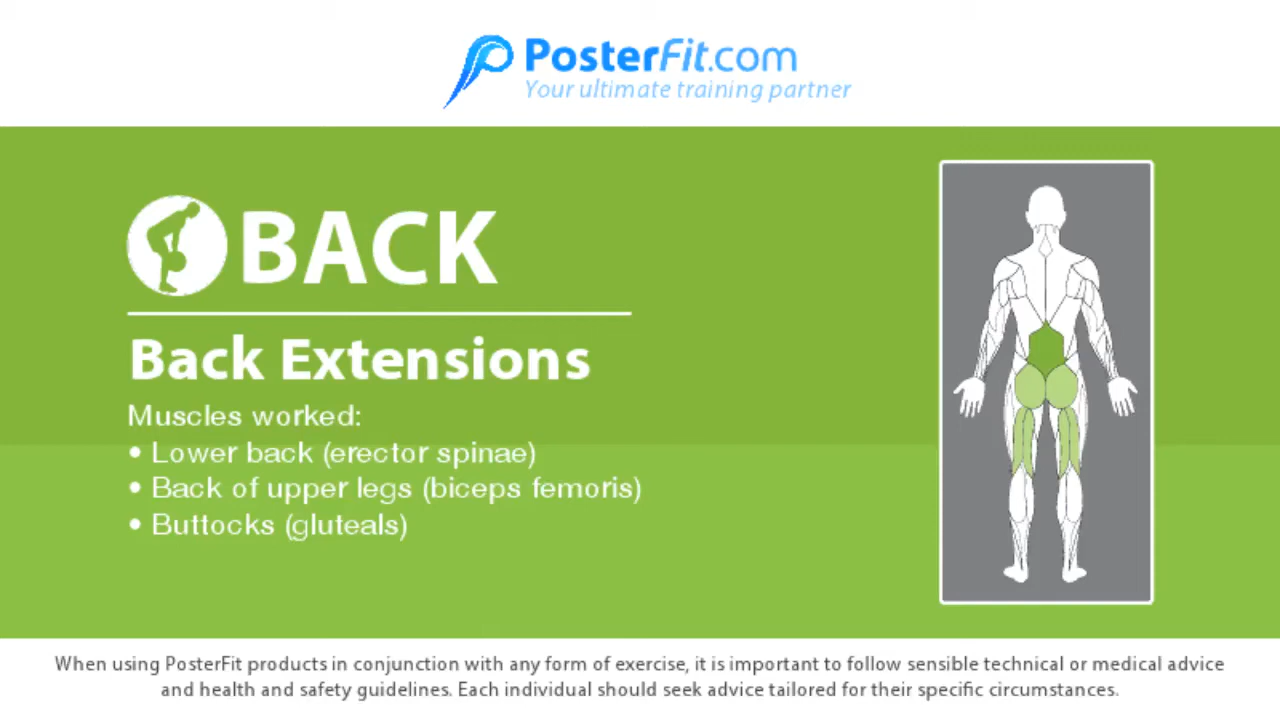 PosterFit.com
Your ultimate training partner
BACK
Back Extensions
Muscles worked:
• Lower back (erector spinae)
• Back of upper legs (biceps femoris)
• Buttocks (gluteals)
When using PosterFit products in conjunction with any form of exercise, it is important to follow sensible technical or medical advice
and health and safety guidelines. Each individual should seek advice tailored for their specific circumstances.